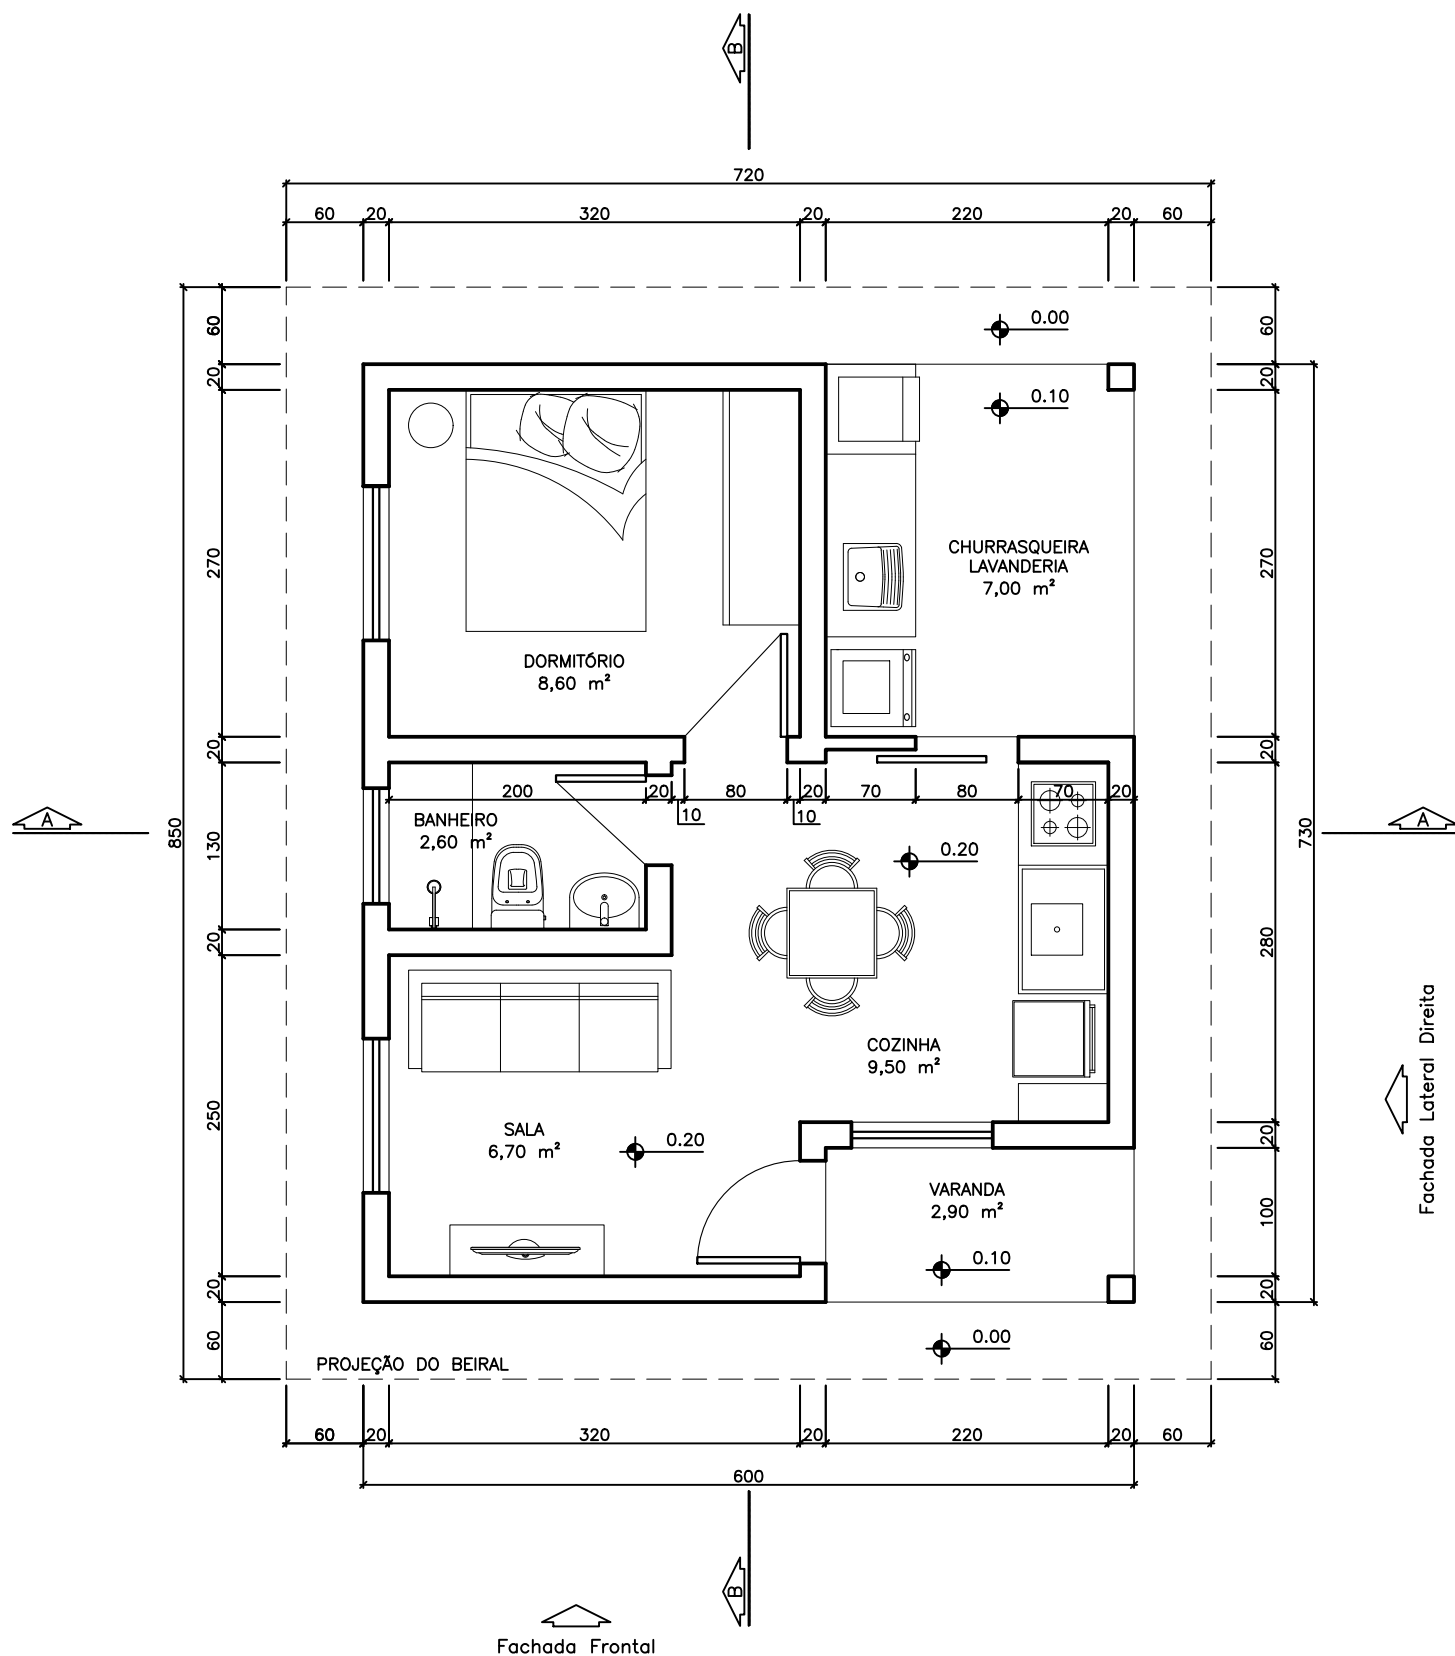 B
720
60 20 320 20 220 20 60
0.00
0.10
60
20
270
20
130
20
250
20
60
850
60
20
270
20
280
20
100
20
60
730
CHURRASQUEIRA
LAVANDERIA
7,00 m²
DORMITÓRIO
8,60 m²
200 20 80 20 70 80 70 20
10 10
BANHEIRO
2,60 m²
A
A
0.20
COZINHA
9,50 m²
SALA
6,70 m²
0.20
VARANDA
2,90 m²
0.10
0.00
PROJEÇÃO DO BEIRAL
Fachada Lateral Direita
60 20 320 20 220 20 60
600
B
Fachada Frontal